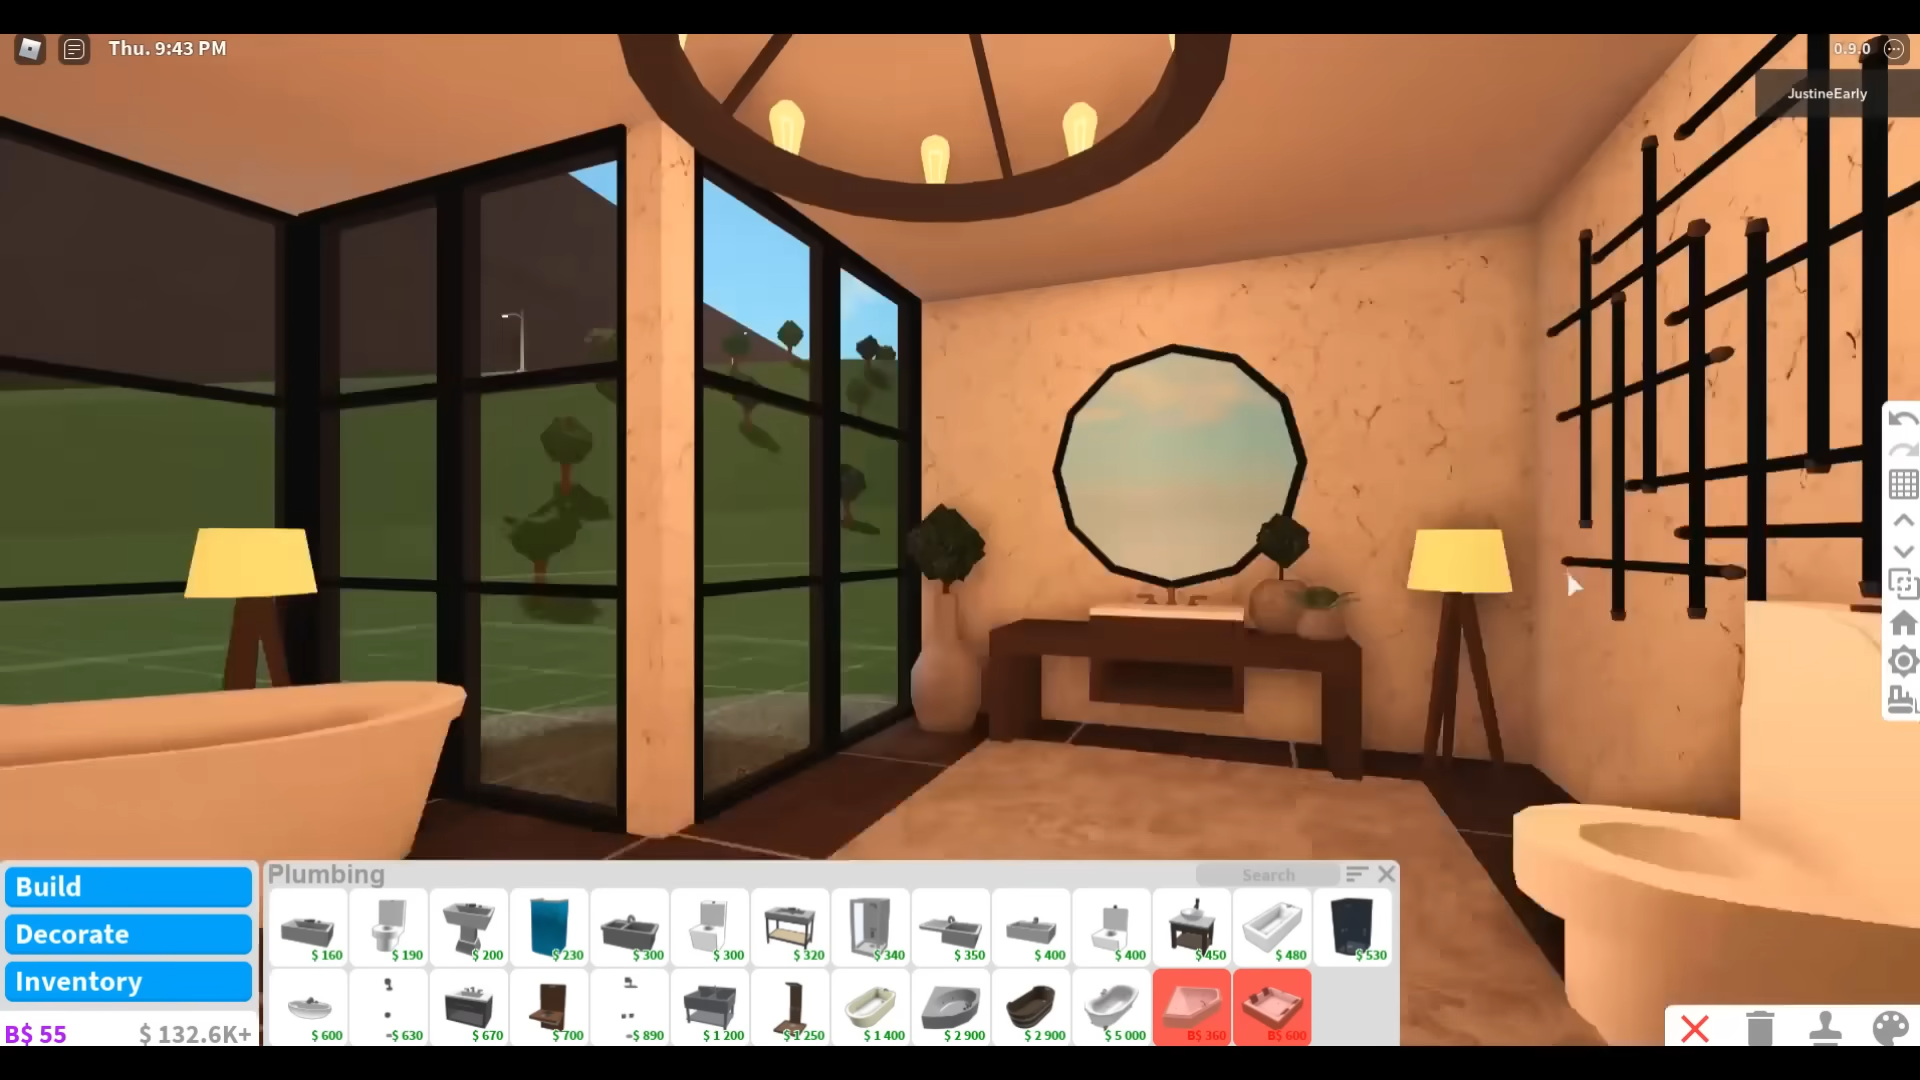 Thu. 9:43 PM
0.9.0
JustineEarly
Plumbing
Search
Build
Decorate
Inventory
B$ 55
$ 132.6K+
$ 160
$ 190
$ 200
$ 230
$ 300
$ 300
$ 320
$ 340
$ 350
$ 400
$ 400
$ 450
$ 480
$ 530
$ 600
$ 630
$ 670
$ 700
$ 890
$ 1 200
$ 1 250
$ 1 400
$ 2 900
$ 2 900
$ 5 000
B$ 360
B$ 600